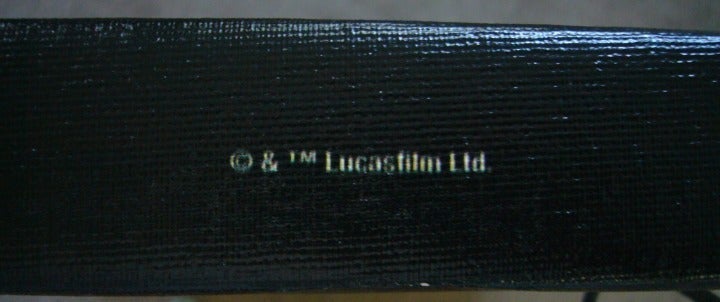 © & ™ Lucasfilm Ltd.